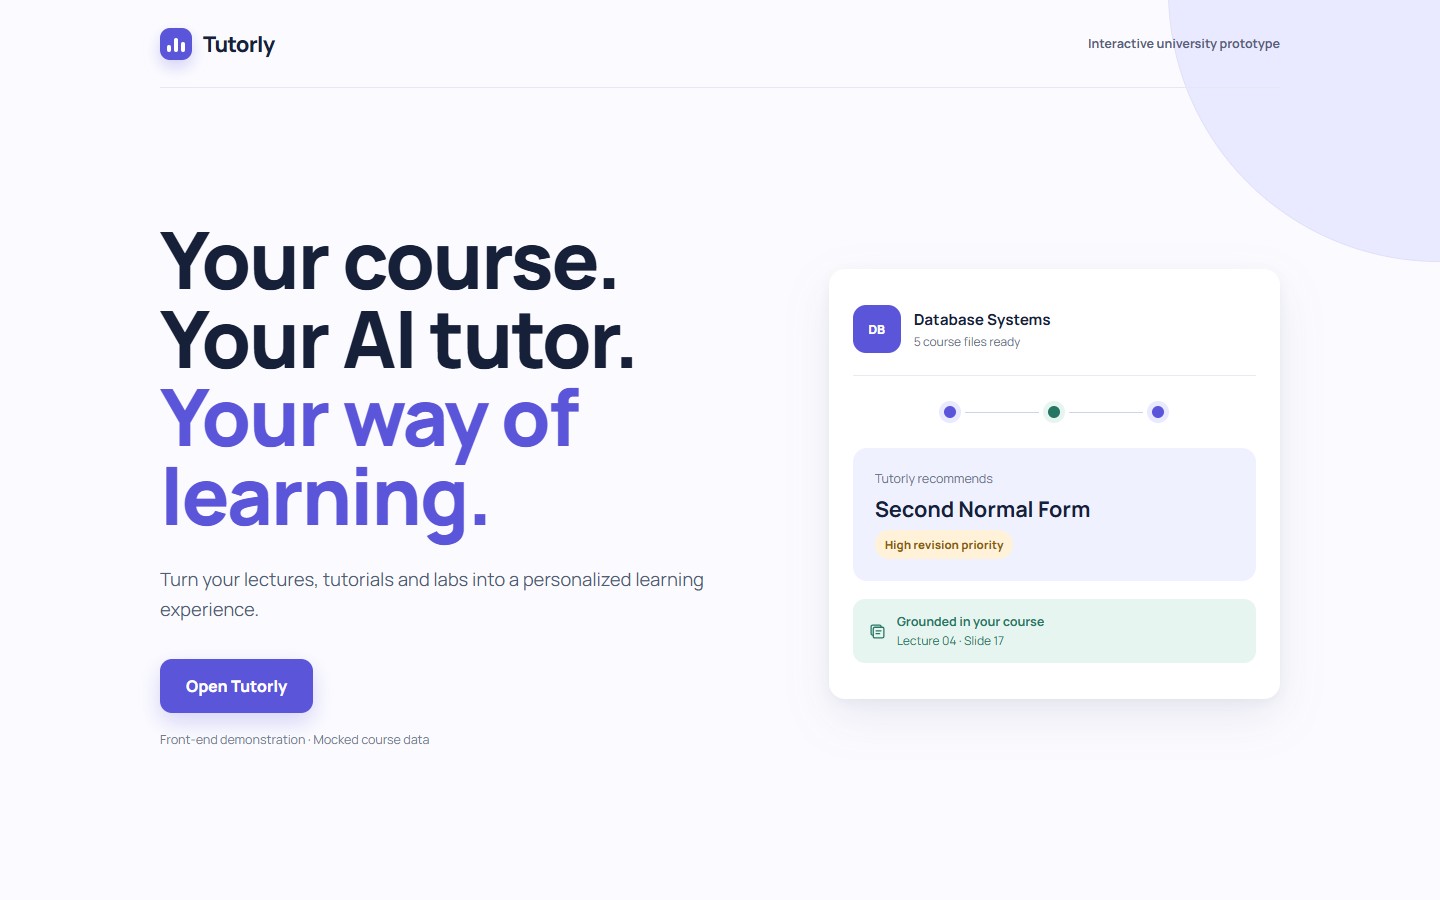 Tutorly
Interactive university prototype
Your course.
Your AI tutor.
Your way of
learning.
Turn your lectures, tutorials and labs into a personalized learning
experience.
Open Tutorly
Front-end demonstration · Mocked course data
DB
Database Systems
5 course files ready
Tutorly recommends
Second Normal Form
High revision priority
Grounded in your course
Lecture 04 · Slide 17